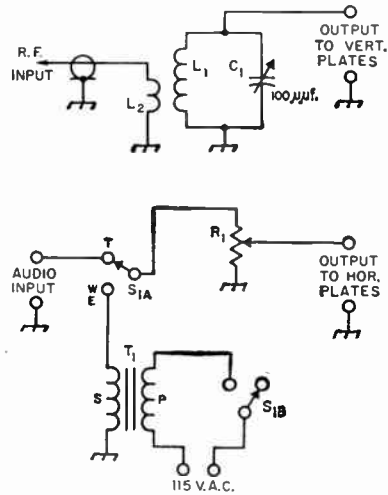 R.F.
INPUT
L2
L1
C1
100µµf.
OUTPUT
TO VERT.
PLATES
AUDIO
INPUT
T
W
E
S1A
R1
OUTPUT
TO HOR.
PLATES
T1
S
P
S1B
115 V.A.C.